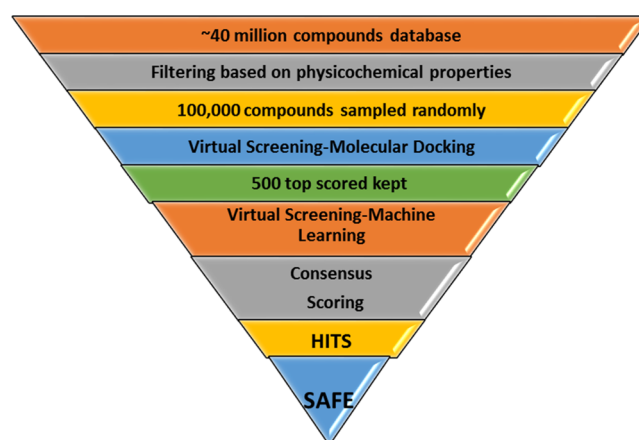 ~40 million compounds database
Filtering based on physicochemical properties
100,000 compounds sampled randomly
Virtual Screening-Molecular Docking
500 top scored kept
Virtual Screening-Machine
Learning
Consensus
Scoring
HITS
SAFE